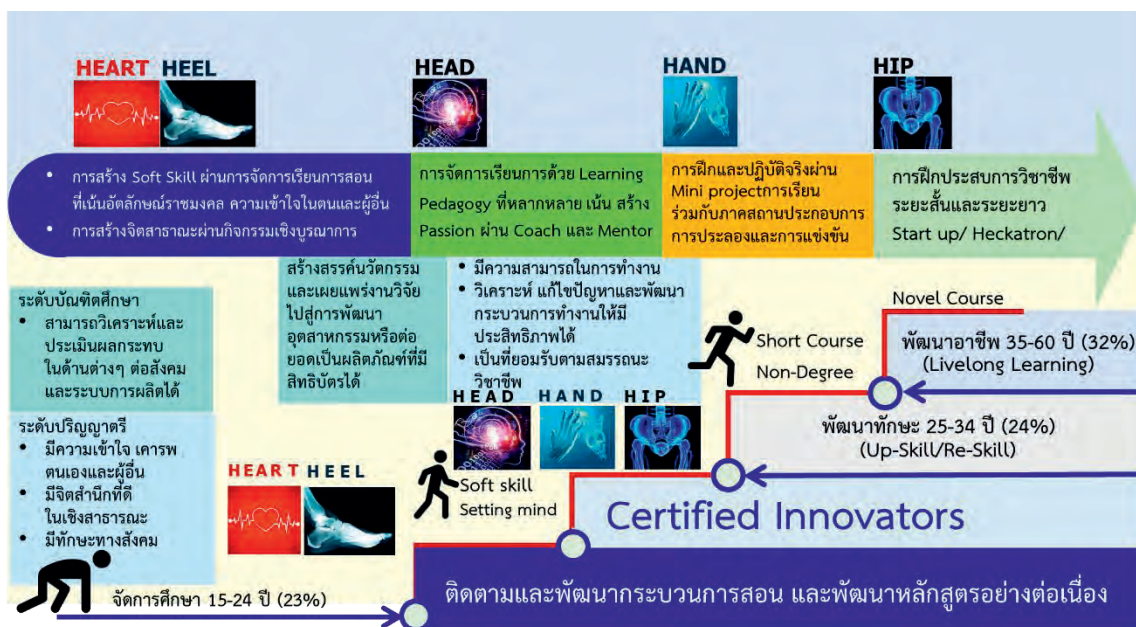 HEART HEEL
HEAD
HAND
HIP
• การสร้าง Soft Skill ผ่านการจัดการเรียนการสอน
ที่เน้นอัตลักษณ์ราชมงคล ความเข้าใจในตนและผู้อื่น
• การสร้างจิตสาธาณะผ่านกิจกรรมเชิงบูรณาการ
การจัดการเรียนการด้วย Learning
Pedagogy ที่หลากหลาย เน้น สร้าง
Passion ผ่าน Coach และ Mentor
การฝึกและปฏิบัติจริงผ่าน
Mini projectการเรียน
ร่วมกับภาคสถานประกอบการ
การประลองและการแข่งขัน
การฝึกประสบการวิชาชีพ
ระยะสั้นและระยะยาว
Start up/ Heckatron/
ระดับบัณฑิตศึกษา
• สามารถวิเคราะห์และ
ประเมินผลกระทบ
ในด้านต่างๆ ต่อสังคม
และระบบการผลิตได้
สร้างสรรค์นวัตกรรม
และเผยแพร่งานวิจัย
ไปสู่การพัฒนา
อุตสาหกรรมหรือต่อ
ยอดเป็นผลิตภัณฑ์ที่มี
สิทธิบัตรได้
• มีความสามารถในการทำงาน
• วิเคราะห์ แก้ไขปัญหาและพัฒนา
กระบวนการทำงานให้มี
ประสิทธิภาพได้
• เป็นที่ยอมรับตามสมรรถนะ
วิชาชีพ
ระดับปริญญาตรี
• มีความเข้าใจ เคารพ
ตนเองและผู้อื่น
• มีจิตสำนึกที่ดี
ในเชิงสาธารณะ
• มีทักษะทางสังคม
HEART HEEL
HEAD HAND HIP
Soft skill
Setting mind
Short Course
Non-Degree
Novel Course
พัฒนาอาชีพ 35-60 ปี (32%)
(Livelong Learning)
พัฒนาทักษะ 25-34 ปี (24%)
(Up-Skill/Re-Skill)
Certified Innovators
จัดการศึกษา 15-24 ปี (23%)
ติดตามและพัฒนากระบวนการสอน และพัฒนาหลักสูตรอย่างต่อเนื่อง